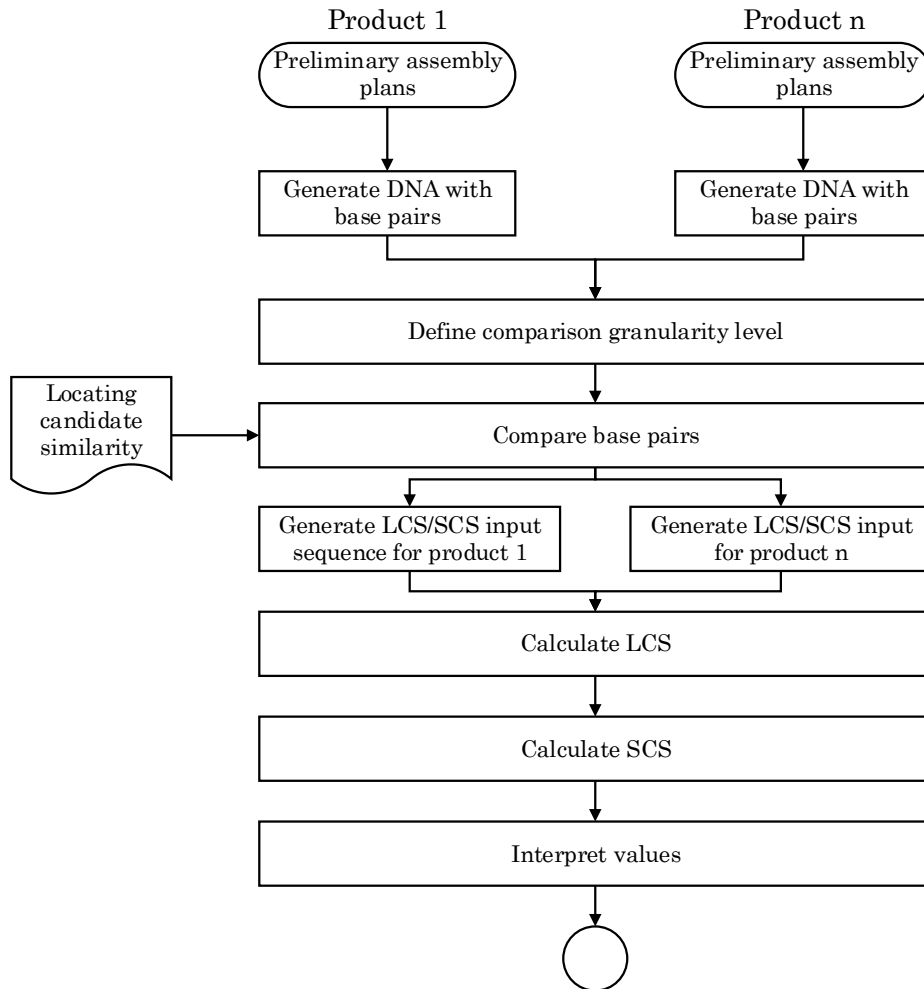 Product 1
Product n
Preliminary assembly
plans
Preliminary assembly
plans
Generate DNA with
base pairs
Generate DNA with
base pairs
Define comparison granularity level
Locating
candidate
similarity
Compare base pairs
Generate LCS/SCS input
sequence for product 1
Generate LCS/SCS input
for product n
Calculate LCS
Calculate SCS
Interpret values